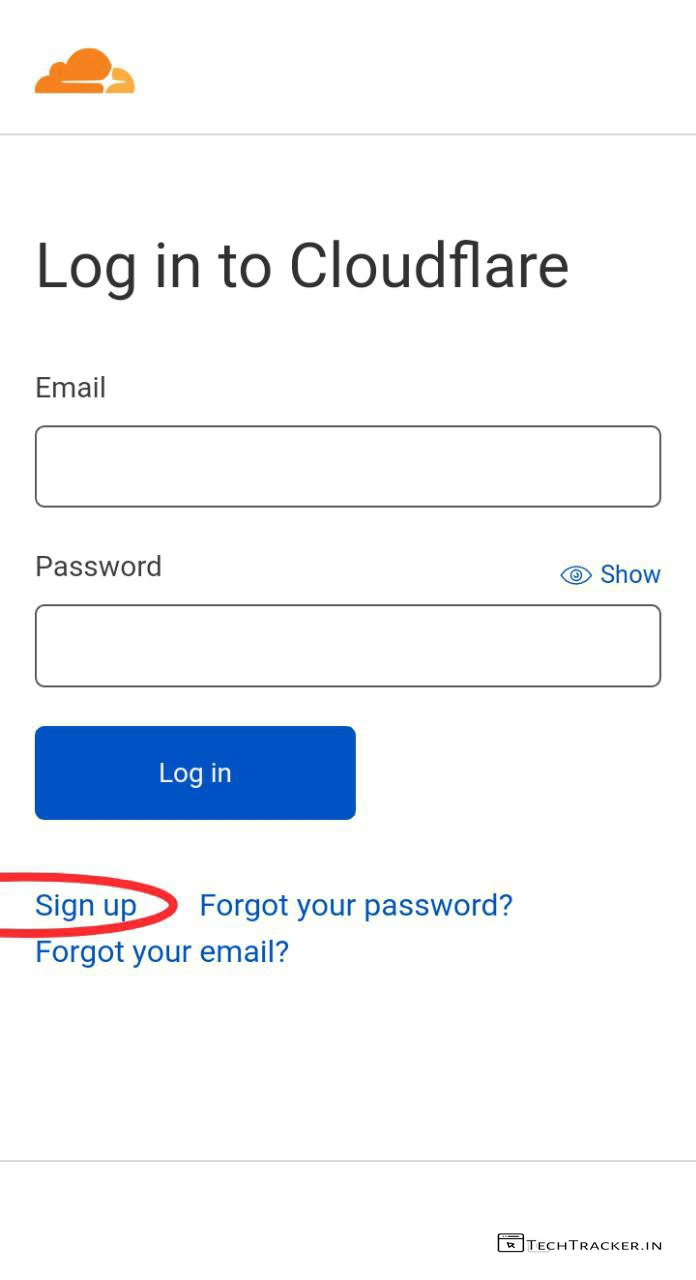 Log in to Cloudflare
Email
Password
Show
Log in
Sign up Forgot your password?
Forgot your email?
TECHTRACKER.IN